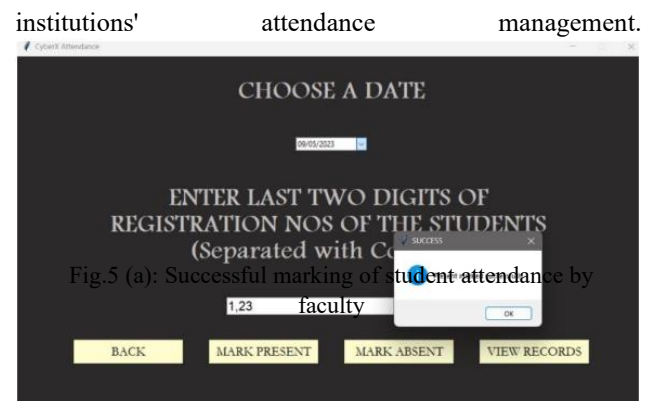 institutions' attendance management.
CyberX Attendance
CHOOSE A DATE
09/05/2023
ENTER LAST TWO DIGITS OF
REGISTRATION NOS OF THE STUDENTS
(Separated with
SUCCESS
OK
Fig.5 (a): Successful marking of student attendance by
faculty
1,23
BACK MARK PRESENT MARK ABSENT VIEW RECORDS